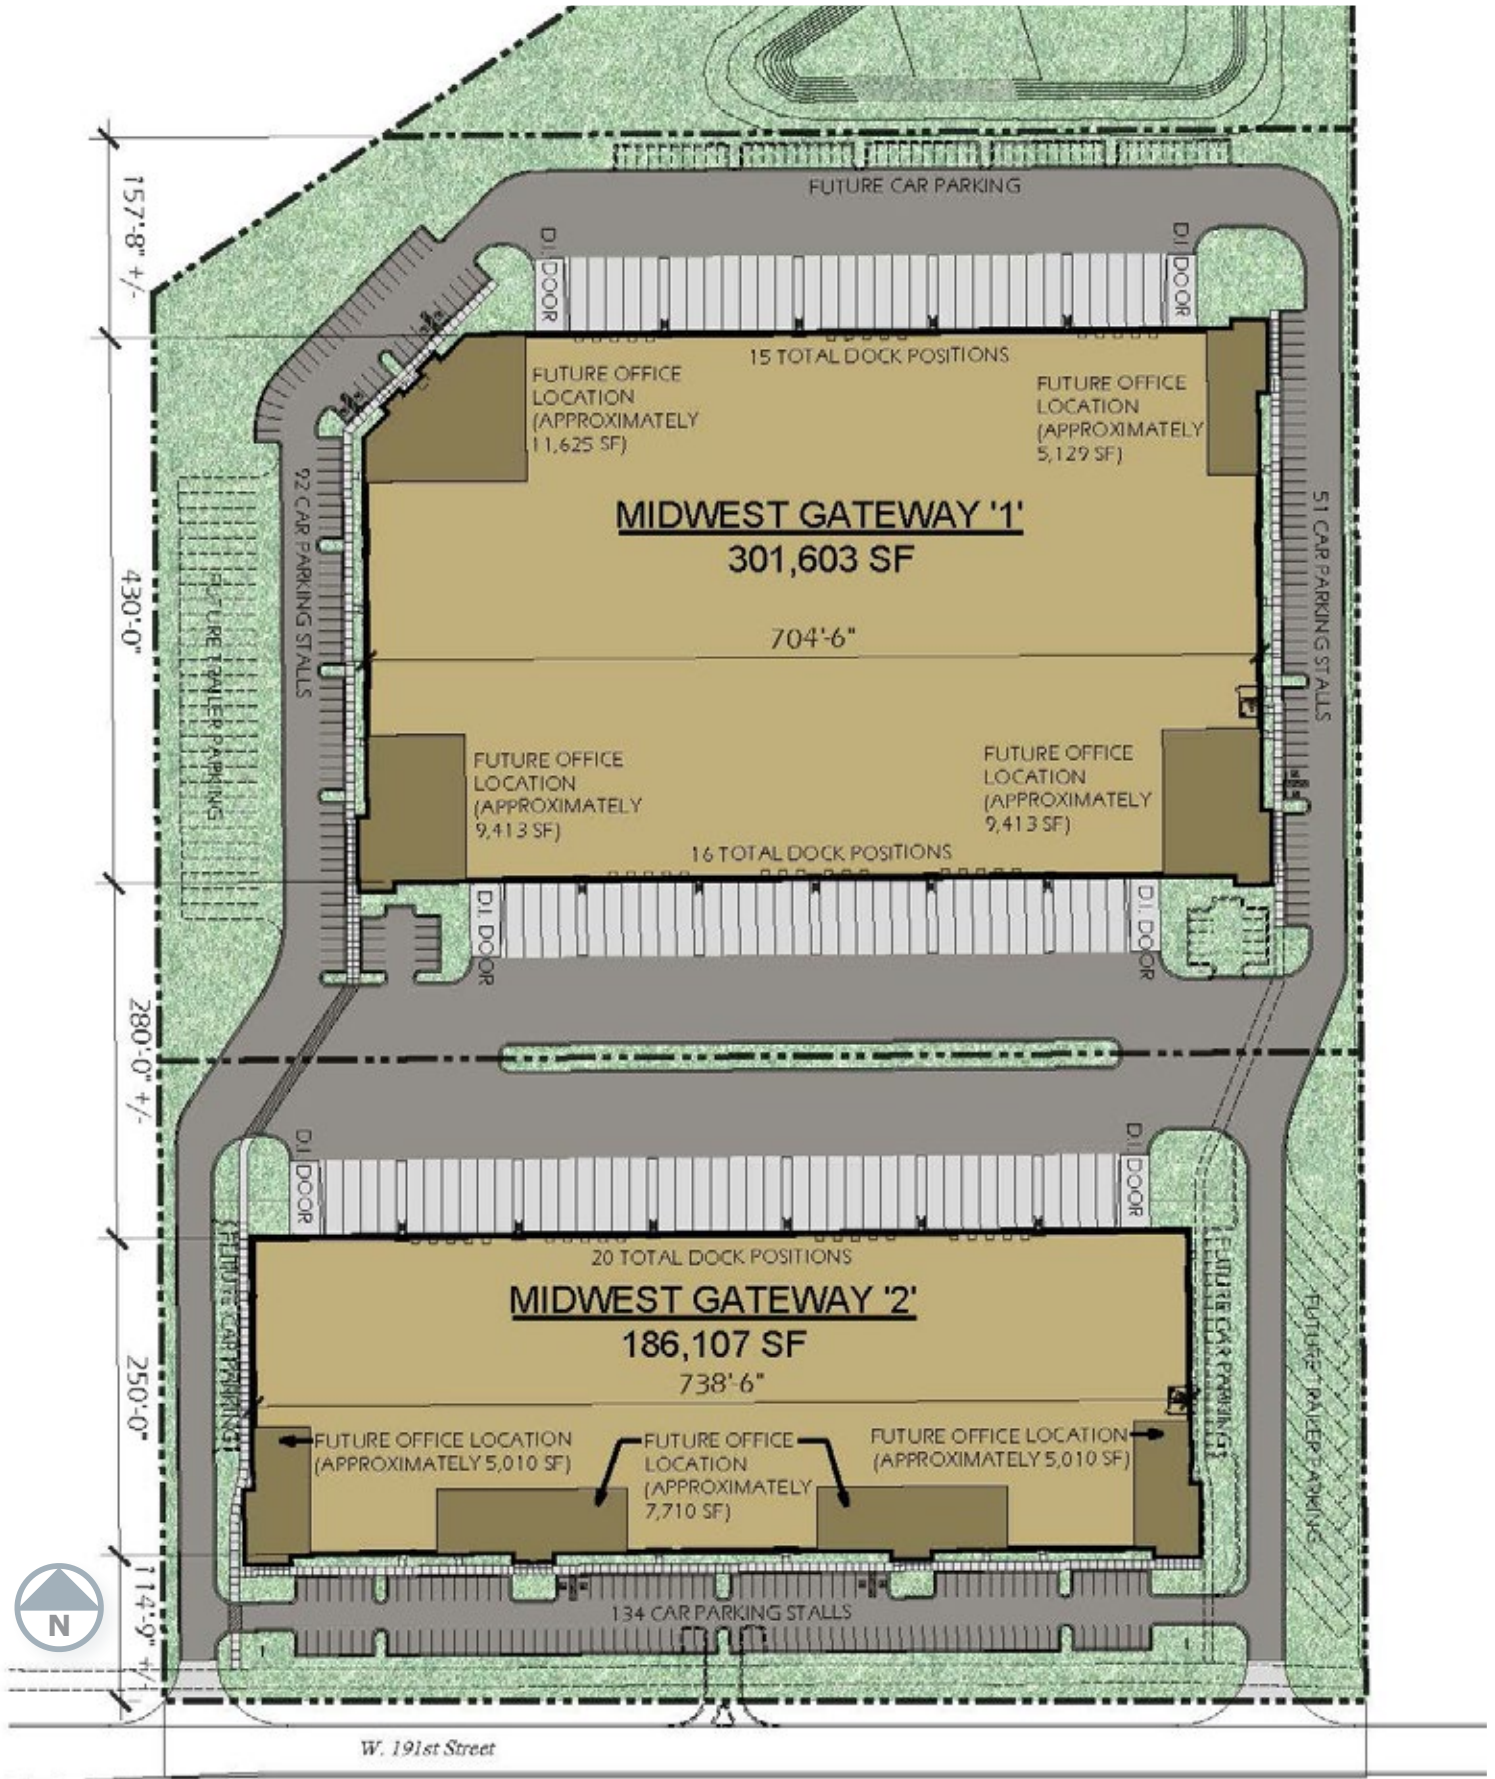 FUTURE CAR PARKING
157'-8" +/-
D.I. DOOR
D.I. DOOR
15 TOTAL DOCK POSITIONS
FUTURE OFFICE
LOCATION
(APPROXIMATELY
11,625 SF)
FUTURE OFFICE
LOCATION
(APPROXIMATELY
5,129 SF)
92 CAR PARKING STALLS
51 CAR PARKING STALLS
MIDWEST GATEWAY '1'
301,603 SF
430'-0"
FUTURE TRAILER PARKING
704'-6"
FUTURE OFFICE
LOCATION
(APPROXIMATELY
9,413 SF)
FUTURE OFFICE
LOCATION
(APPROXIMATELY
9,413 SF)
16 TOTAL DOCK POSITIONS
D.I. DOOR
D.I. DOOR
280'-0" +/-
D.I. DOOR
D.I. DOOR
20 TOTAL DOCK POSITIONS
MIDWEST GATEWAY '2'
186,107 SF
738'-6"
250'-0"
(FUTURE CAR PARKING)
FUTURE CAR PARKING
FUTURE TRAILER PARKING
FUTURE OFFICE LOCATION
(APPROXIMATELY 5,010 SF)
FUTURE OFFICE
LOCATION
(APPROXIMATELY
7,710 SF)
FUTURE OFFICE LOCATION
(APPROXIMATELY 5,010 SF)
134 CAR PARKING STALLS
114'-9" +/-
N
W. 191st Street